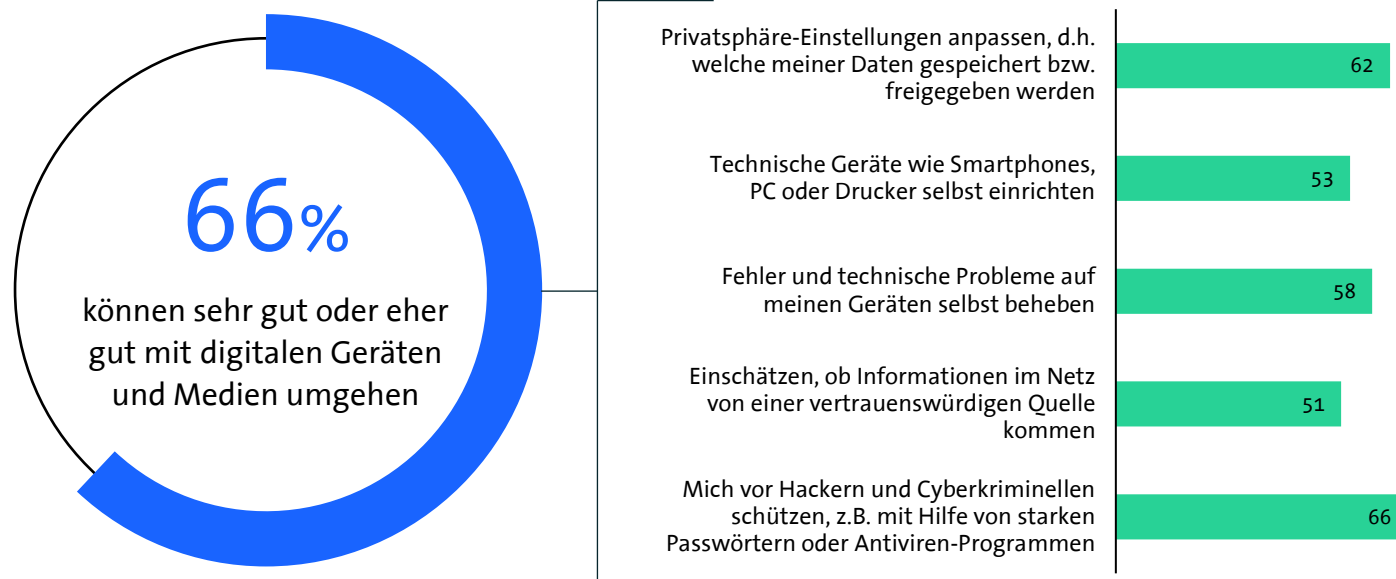 66%
können sehr gut oder eher
gut mit digitalen Geräten
und Medien umgehen
Privatsphäre-Einstellungen anpassen, d.h.
welche meiner Daten gespeichert bzw.
freigegeben werden
62
Technische Geräte wie Smartphones,
PC oder Drucker selbst einrichten
53
Fehler und technische Probleme auf
meinen Geräten selbst beheben
58
Einschätzen, ob Informationen im Netz
von einer vertrauenswürdigen Quelle
kommen
51
Mich vor Hackern und Cyberkriminellen
schützen, z.B. mit Hilfe von starken
Passwörtern oder Antiviren-Programmen
66